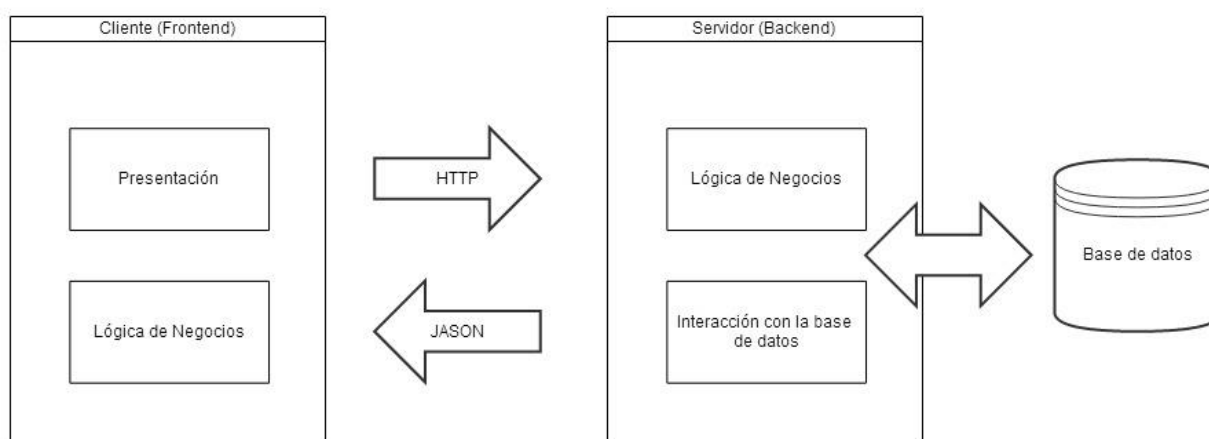 Cliente (Frontend)
Presentación
Lógica de Negocios
HTTP
JASON
Servidor (Backend)
Lógica de Negocios
Interacción con la base
de datos
Base de datos